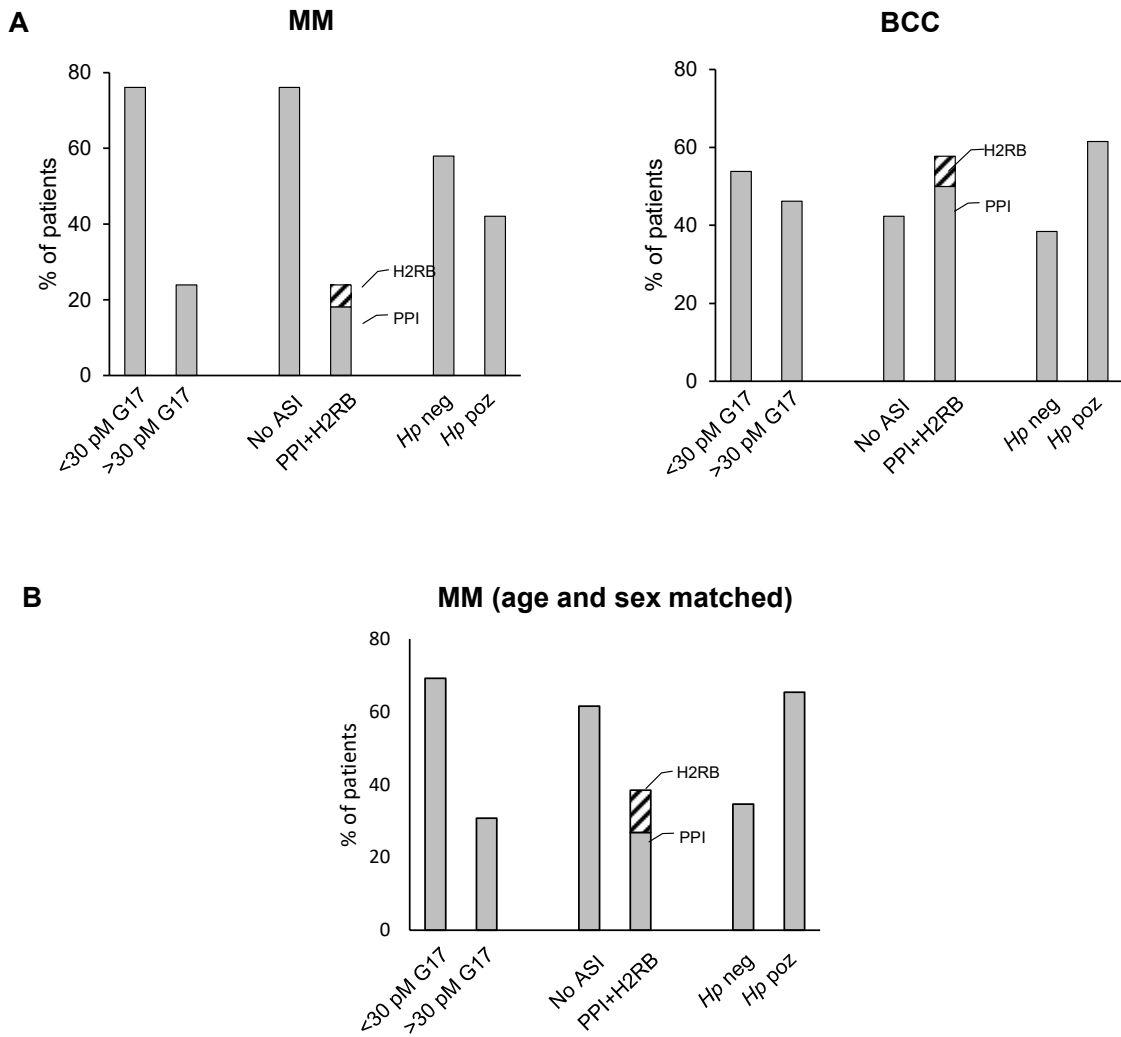 A
MM
% of patients
80
60
40
20
0
H2RB
PPI
<30 pM G17
>30 pM G17
No ASI
PPI+H2RB
Hp neg
Hp poz
BCC
% of patients
80
60
40
20
0
H2RB
PPI
<30 pM G17
>30 pM G17
No ASI
PPI+H2RB
Hp neg
Hp poz
B
MM (age and sex matched)
% of patients
80
60
40
20
0
H2RB
PPI
<30 pM G17
>30 pM G17
No ASI
PPI+H2RB
Hp neg
Hp poz